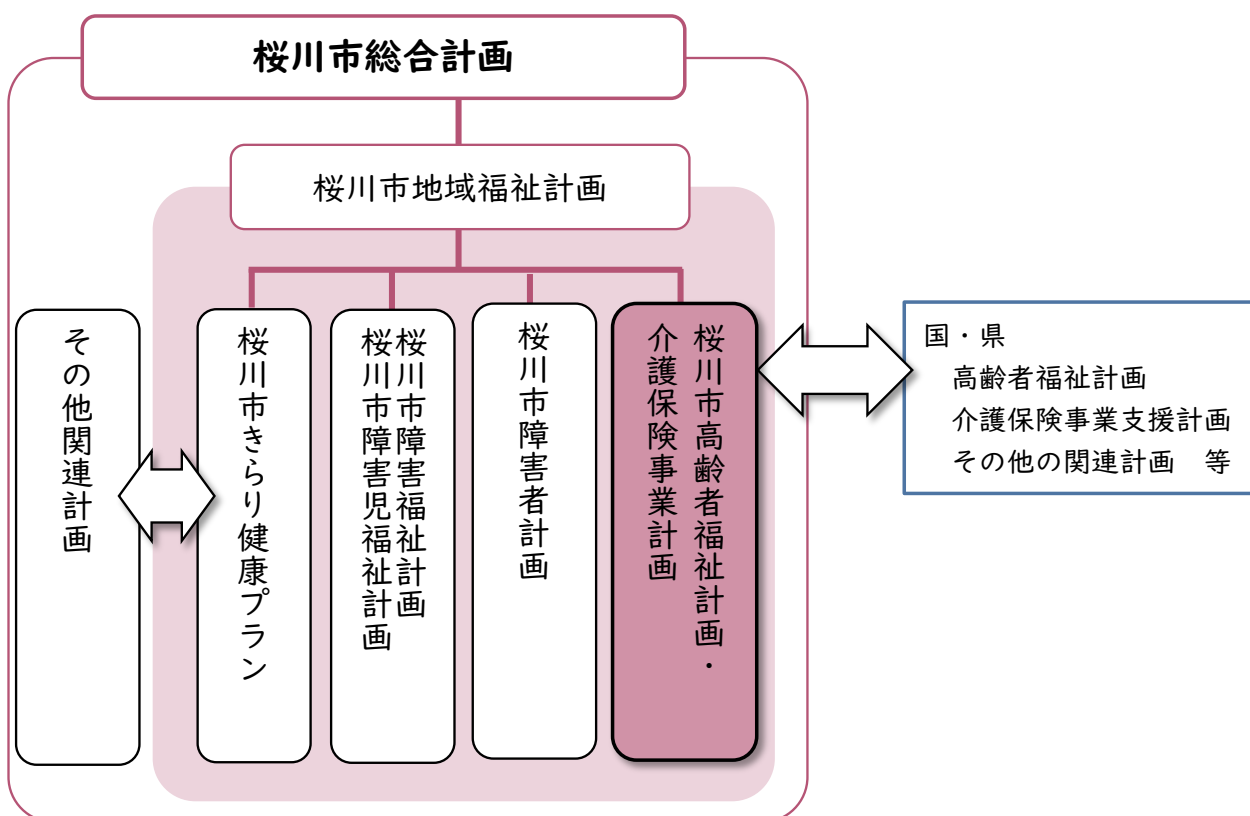 桜川市総合計画
桜川市地域福祉計画
その他関連計画
桜川市きらり健康プラン
桜川市障害福祉計画
桜川市障害児福祉計画
桜川市障害者計画
桜川市高齢者福祉計画・
介護保険事業計画
国・県
高齢者福祉計画
介護保険事業支援計画
その他の関連計画　等